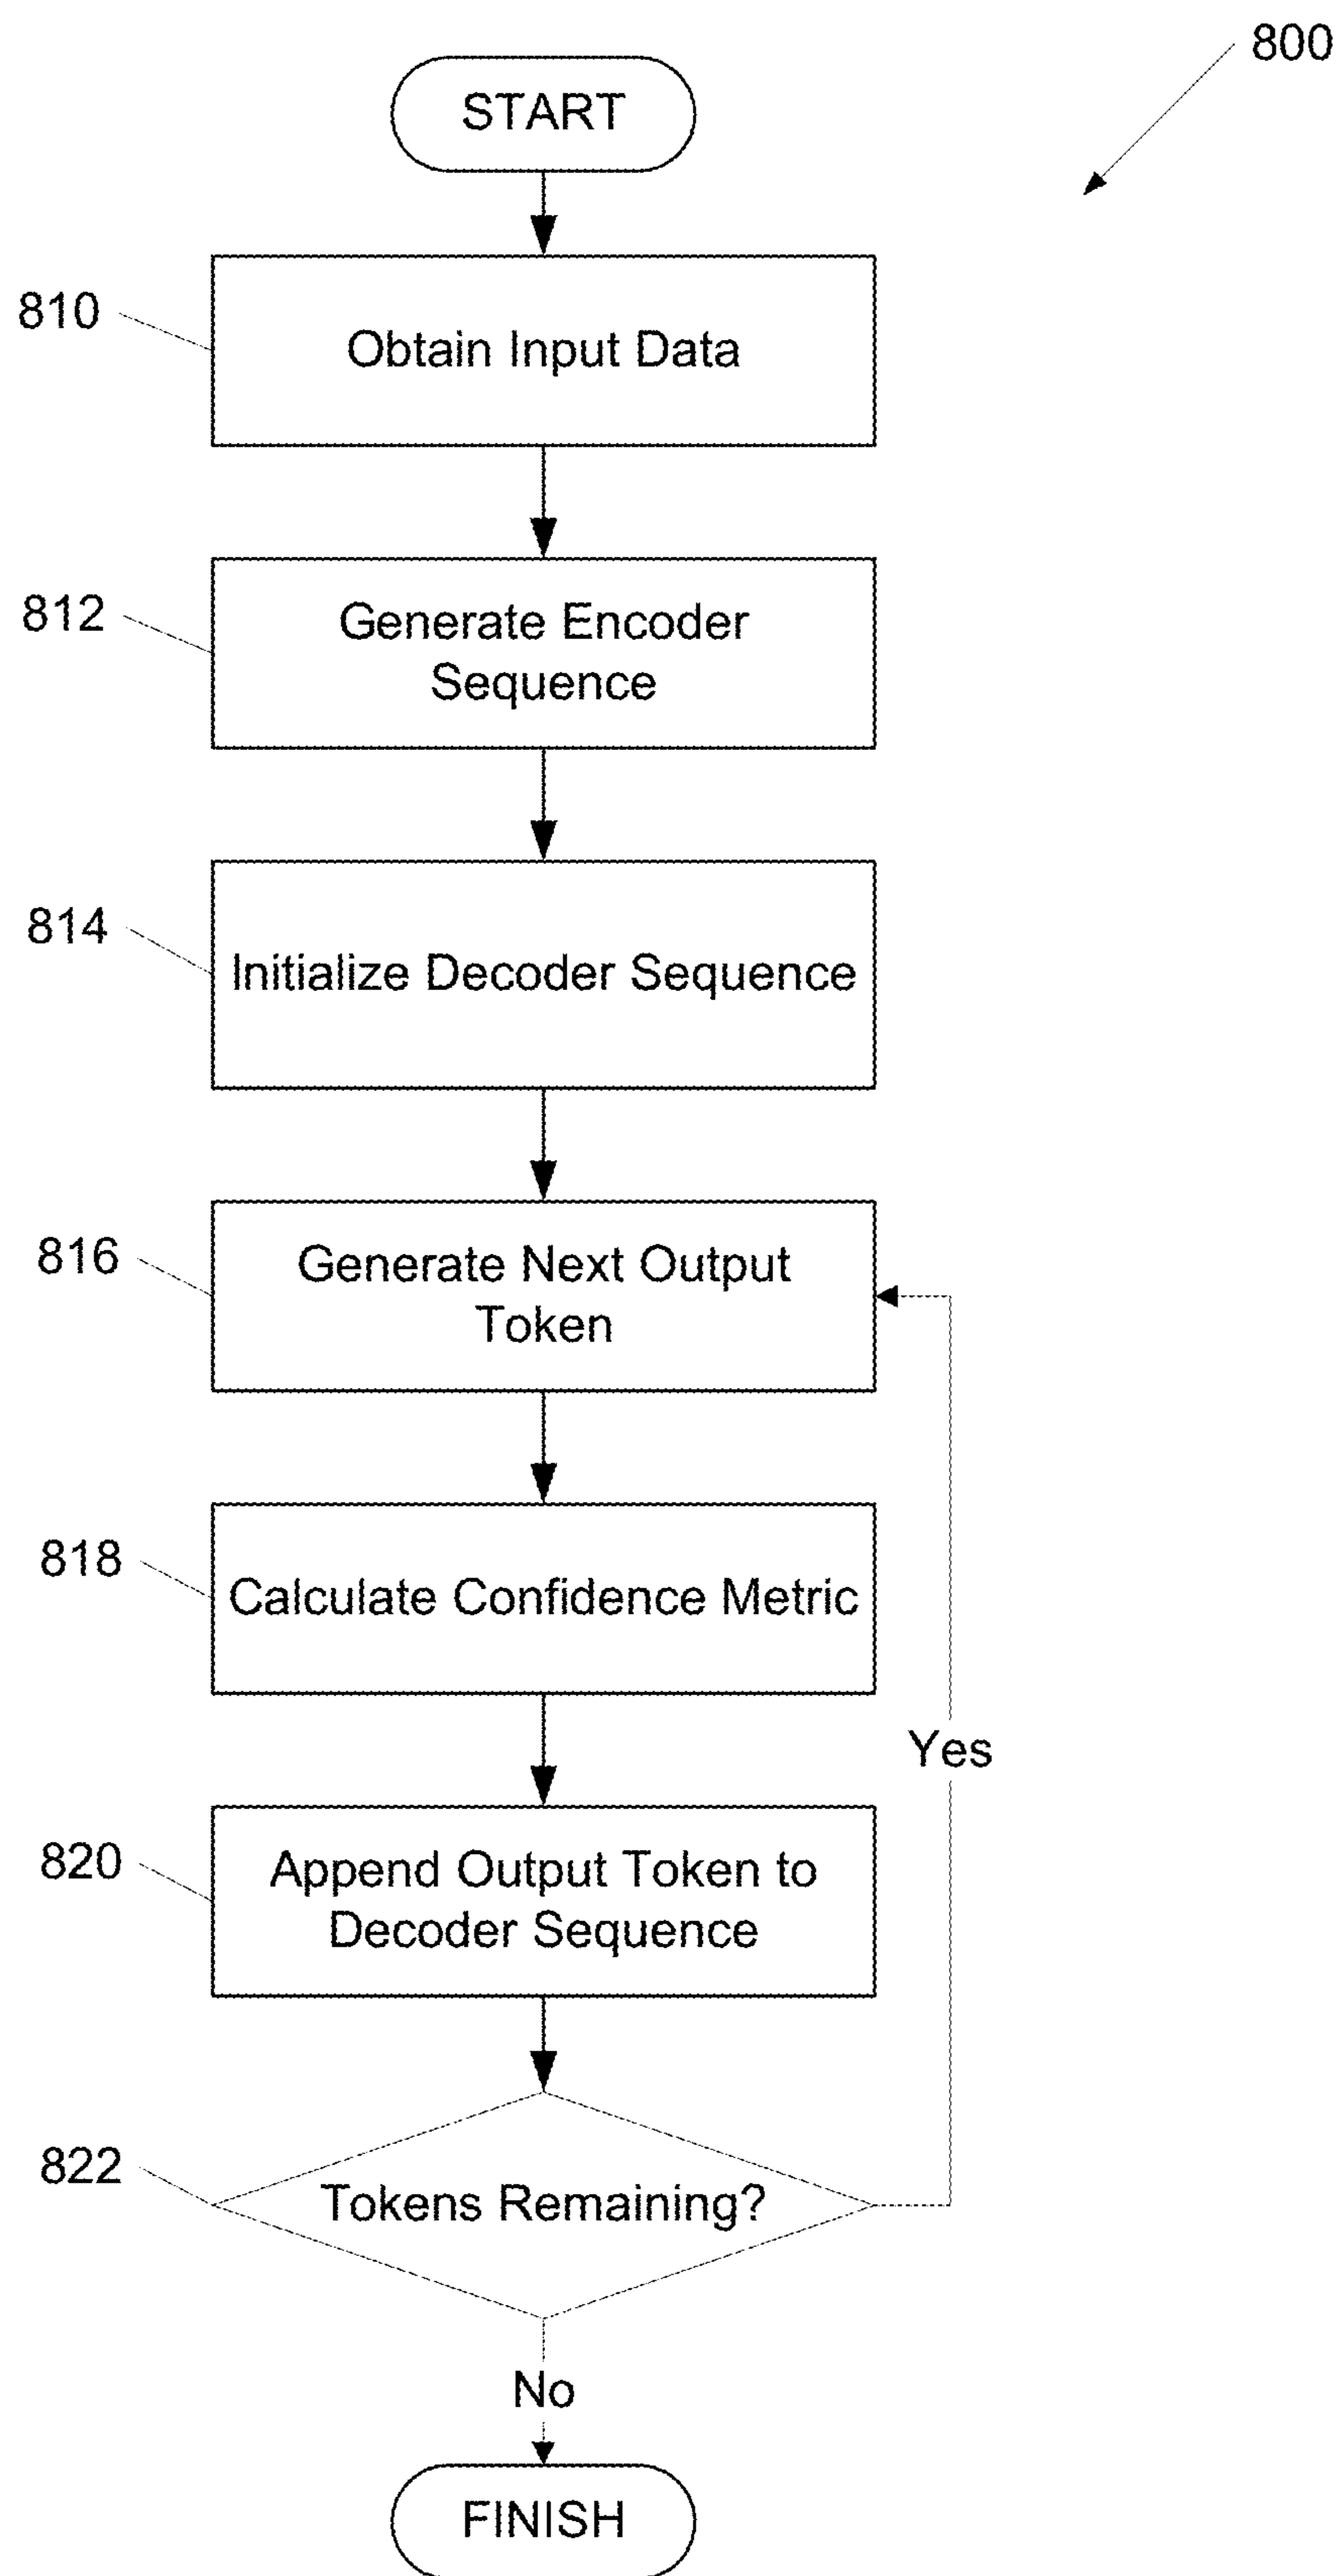 800
START
810
Obtain Input Data
812
Generate Encoder
Sequence
814
Initialize Decoder Sequence
816
Generate Next Output
Token
818
Calculate Confidence Metric
Yes
820
Append Output Token to
Decoder Sequence
822
Tokens Remaining?
No
FINISH